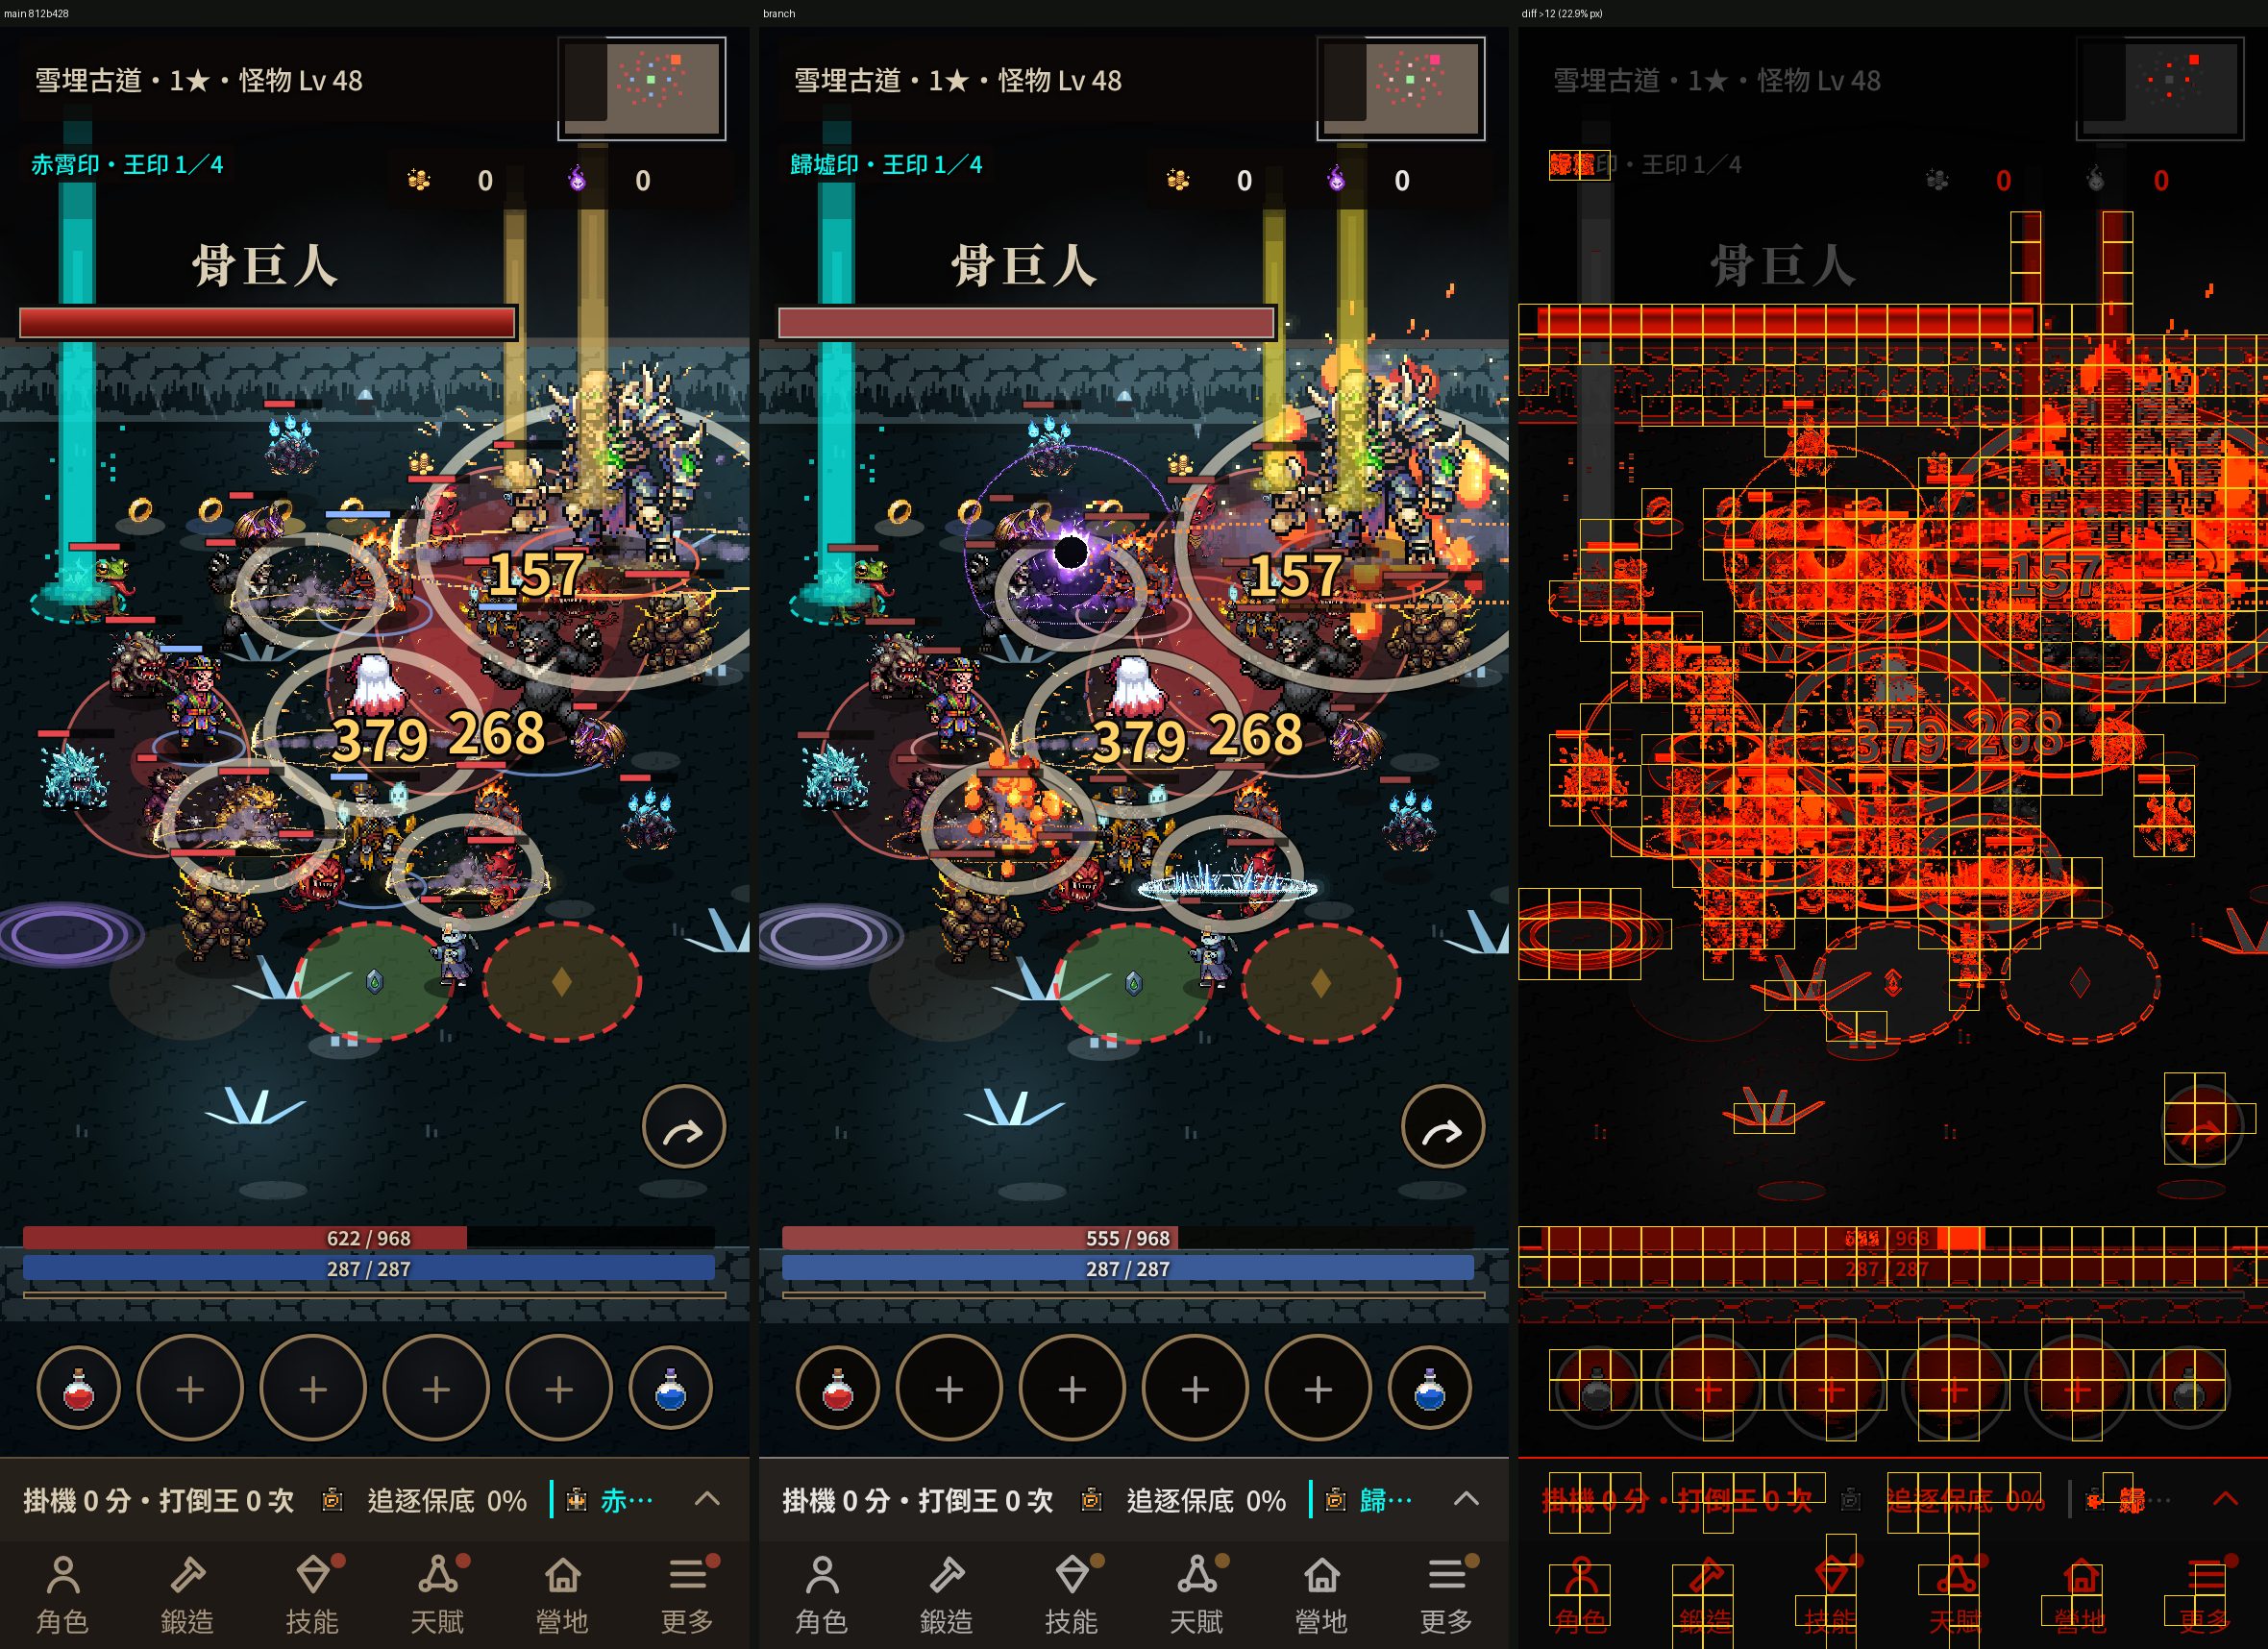 main 812b428
雪埋古道・1★・怪物 Lv 48
赤霄印・王印 1／4
0
0
骨巨人
157
379
268
622 / 968
287 / 287
掛機 0 分・打倒王 0 次
追逐保底 0%
赤…
角色
鍛造
技能
天賦
營地
更多
branch
雪埋古道・1★・怪物 Lv 48
歸墟印・王印 1／4
0
0
骨巨人
157
379
268
555 / 968
287 / 287
掛機 0 分・打倒王 0 次
追逐保底 0%
歸…
角色
鍛造
技能
天賦
營地
更多
diff >12 (22.9% px)
雪埋古道・1★・怪物 Lv 48
印・王印 1／4
0
0
骨巨人
157
379
268
968
287 / 287
掛機 0 分・打倒王 0 次
追逐保底 0%
角色
鍛造
技能
天賦
營地
更多